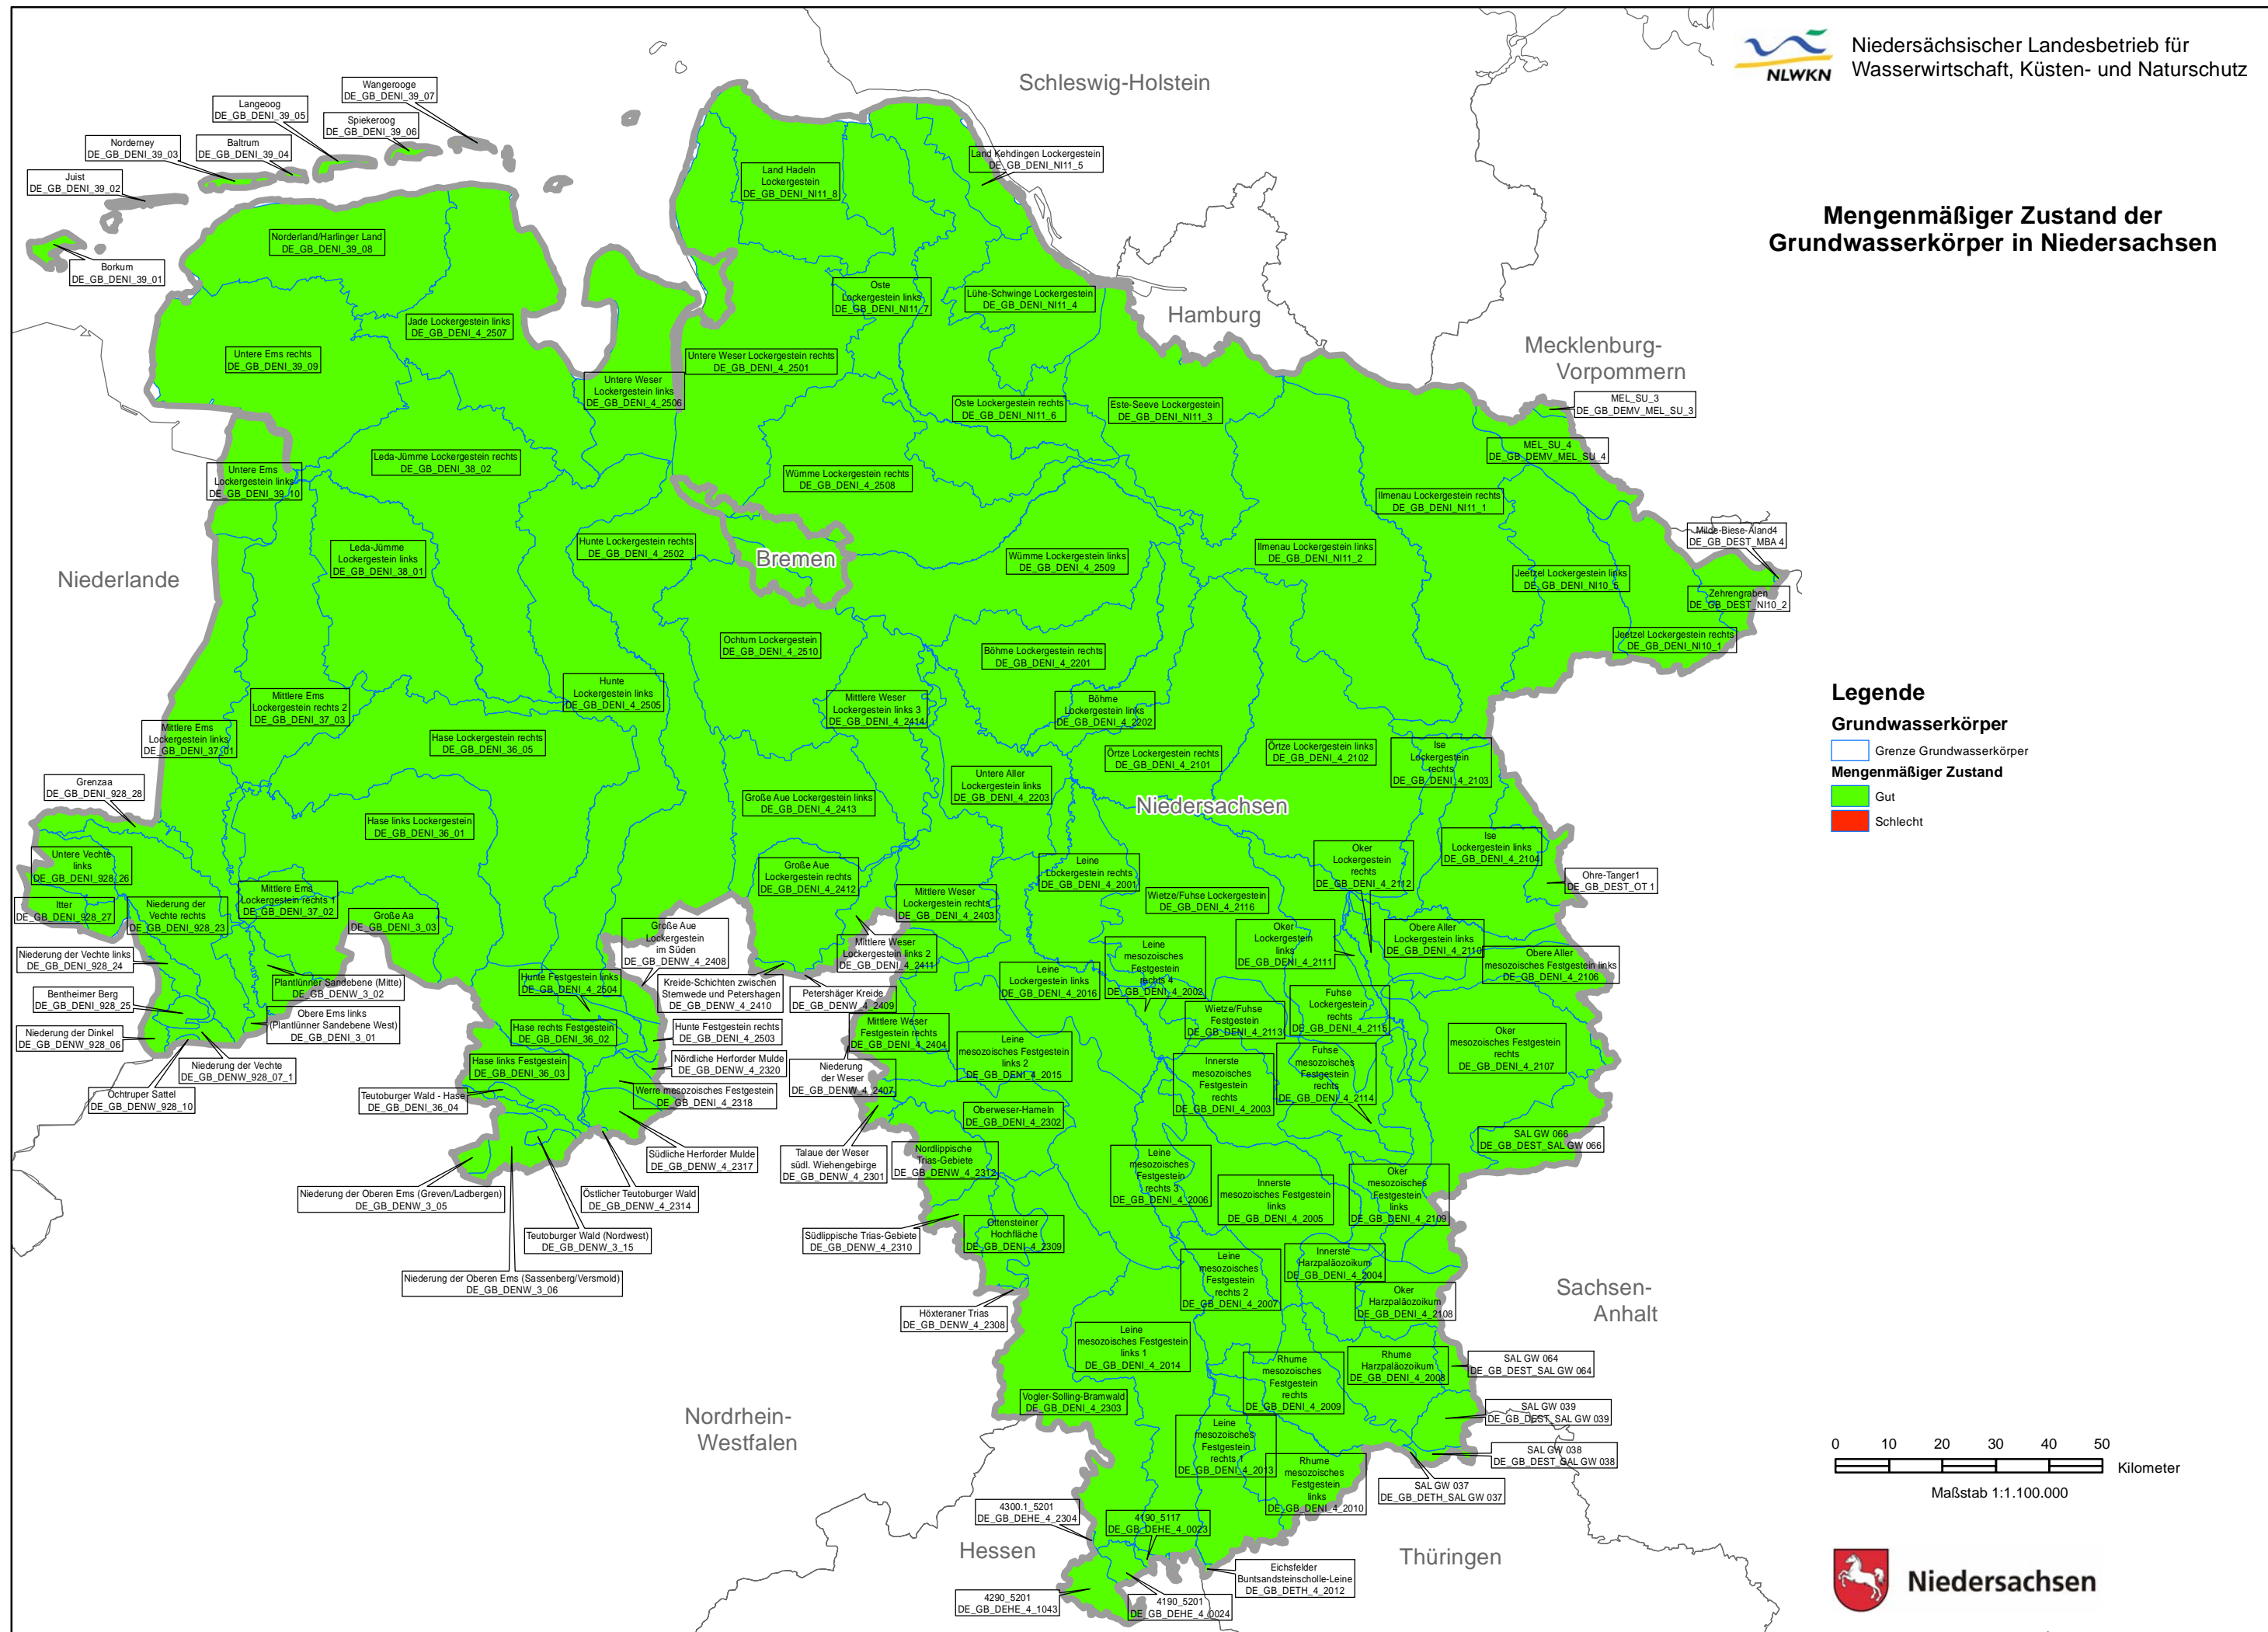 NLWKN
Niedersächsischer Landesbetrieb für
Wasserwirtschaft, Küsten- und Naturschutz
Mengenmäßiger Zustand der
Grundwasserkörper in Niedersachsen
Schleswig-Holstein
Hamburg
Mecklenburg-
Vorpommern
Niederlande
Bremen
Niedersachsen
Sachsen-
Anhalt
Nordrhein-
Westfalen
Hessen
Thüringen
Wangerooge
DE_GB_DENI_39_07
Langeoog
DE_GB_DENI_39_05
Spiekeroog
DE_GB_DENI_39_06
Norderney
DE_GB_DENI_39_03
Baltrum
DE_GB_DENI_39_04
Juist
DE_GB_DENI_39_02
Borkum
DE_GB_DENI_39_01
Norderland/Harlinger Land
DE_GB_DENI_39_08
Land Hadeln
Lockergestein
DE_GB_DENI_NI11_8
Land Kehdingen Lockergestein
DE_GB_DENI_NI11_5
Oste
Lockergestein links
DE_GB_DENI_NI11_7
Lühe-Schwinge Lockergestein
DE_GB_DENI_NI11_4
Jade Lockergestein links
DE_GB_DENI_4_2507
Untere Ems rechts
DE_GB_DENI_39_09
Untere Weser Lockergestein rechts
DE_GB_DENI_4_2501
Untere Weser
Lockergestein links
DE_GB_DENI_4_2506
Oste Lockergestein rechts
DE_GB_DENI_NI11_6
Este-Seeve Lockergestein
DE_GB_DENI_NI11_3
MEL_SU_3
DE_GB_DEMV_MEL_SU_3
MEL_SU_4
DE_GB_DEMV_MEL_SU_4
Untere Ems
Lockergestein links
DE_GB_DENI_39_10
Leda-Jümme Lockergestein rechts
DE_GB_DENI_38_02
Wümme Lockergestein rechts
DE_GB_DENI_4_2508
Ilmenau Lockergestein rechts
DE_GB_DENI_NI11_1
Milde-Biese-Aland4
DE_GB_DEST_MBA 4
Leda-Jümme
Lockergestein links
DE_GB_DENI_38_01
Hunte Lockergestein rechts
DE_GB_DENI_4_2502
Wümme Lockergestein links
DE_GB_DENI_4_2509
Ilmenau Lockergestein links
DE_GB_DENI_NI11_2
Jeetzel Lockergestein links
DE_GB_DENI_NI10_5
Zehrengraben
DE_GB_DEST_NI10_2
Jeetzel Lockergestein rechts
DE_GB_DENI_NI10_1
Ochtum Lockergestein
DE_GB_DENI_4_2510
Böhme Lockergestein rechts
DE_GB_DENI_4_2201
Hunte
Lockergestein links
DE_GB_DENI_4_2505
Mittlere Weser
Lockergestein links 3
DE_GB_DENI_4_2414
Böhme
Lockergestein links
DE_GB_DENI_4_2202
Mittlere Ems
Lockergestein rechts 2
DE_GB_DENI_37_03
Mittlere Ems
Lockergestein links
DE_GB_DENI_37_01
Hase Lockergestein rechts
DE_GB_DENI_36_05
Örtze Lockergestein rechts
DE_GB_DENI_4_2101
Örtze Lockergestein links
DE_GB_DENI_4_2102
Ise
Lockergestein
rechts
DE_GB_DENI_4_2103
Grenzaa
DE_GB_DENI_928_28
Untere Aller
Lockergestein links
DE_GB_DENI_4_2203
Große Aue Lockergestein links
DE_GB_DENI_4_2413
Hase links Lockergestein
DE_GB_DENI_36_01
Ise
Lockergestein links
DE_GB_DENI_4_2104
Ohre-Tanger1
DE_GB_DEST_OT 1
Untere Vechte
links
DE_GB_DENI_928_26
Große Aue
Lockergestein rechts
DE_GB_DENI_4_2412
Leine
Lockergestein rechts
DE_GB_DENI_4_2001
Oker
Lockergestein
rechts
DE_GB_DENI_4_2112
Itter
DE_GB_DENI_928_27
Niederung der
Vechte rechts
DE_GB_DENI_928_23
Mittlere Ems
Lockergestein rechts 1
DE_GB_DENI_37_02
Große Aa
DE_GB_DENI_3_03
Mittlere Weser
Lockergestein rechts
DE_GB_DENI_4_2403
Wietze/Fuhse Lockergestein
DE_GB_DENI_4_2116
Oker
Lockergestein
links
DE_GB_DENI_4_2111
Obere Aller
Lockergestein links
DE_GB_DENI_4_2110
Obere Aller
mesozoisches Festgestein links
DE_GB_DENI_4_2106
Große Aue
Lockergestein
im Süden
DE_GB_DENW_4_2408
Mittlere Weser
Lockergestein links 2
DE_GB_DENI_4_2411
Leine
mesozoisches
Festgestein
rechts 4
DE_GB_DENI_4_2002
Niederung der Vechte links
DE_GB_DENI_928_24
Plantlünner Sandebene (Mitte)
DE_GB_DENW_3_02
Hunte Festgestein links
DE_GB_DENI_4_2504
Kreide-Schichten zwischen
Stemwede und Petershagen
DE_GB_DENW_4_2410
Petershäger Kreide
DE_GB_DENW_4_2409
Leine
Lockergestein links
DE_GB_DENI_4_2016
Bentheimer Berg
DE_GB_DENI_928_25
Obere Ems links
(Plantlünner Sandebene West)
DE_GB_DENI_3_01
Wietze/Fuhse
Festgestein
DE_GB_DENI_4_2113
Fuhse
Lockergestein
rechts
DE_GB_DENI_4_2115
Niederung der Dinkel
DE_GB_DENW_928_06
Hase rechts Festgestein
DE_GB_DENI_36_02
Hunte Festgestein rechts
DE_GB_DENI_4_2503
Mittlere Weser
Festgestein rechts
DE_GB_DENI_4_2404
Leine
mesozoisches Festgestein
links 2
DE_GB_DENI_4_2015
Oker
mesozoisches Festgestein
rechts
DE_GB_DENI_4_2107
Niederung der Vechte
DE_GB_DENW_928_07_1
Hase links Festgestein
DE_GB_DENI_36_03
Nördliche Herforder Mulde
DE_GB_DENW_4_2320
Niederung
der Weser
DE_GB_DENW_4_2407
Innerste
mesozoisches
Festgestein
rechts
DE_GB_DENI_4_2003
Fuhse
mesozoisches
Festgestein
rechts
DE_GB_DENI_4_2114
Ochtruper Sattel
DE_GB_DENW_928_10
Teutoburger Wald - Hase
DE_GB_DENI_36_04
Werre mesozoisches Festgestein
DE_GB_DENI_4_2318
Oberweser-Hameln
DE_GB_DENI_4_2302
SAL GW 066
DE_GB_DEST_SAL GW 066
Südliche Herforder Mulde
DE_GB_DENW_4_2317
Talaue der Weser
südl. Wiehengebirge
DE_GB_DENW_4_2301
Nordlippische
Trias-Gebiete
DE_GB_DENW_4_2312
Leine
mesozoisches
Festgestein
rechts 3
DE_GB_DENI_4_2006
Innerste
mesozoisches Festgestein
links
DE_GB_DENI_4_2005
Oker
mesozoisches
Festgestein
links
DE_GB_DENI_4_2109
Niederung der Oberen Ems (Greven/Ladbergen)
DE_GB_DENW_3_05
Östlicher Teutoburger Wald
DE_GB_DENW_4_2314
Teutoburger Wald (Nordwest)
DE_GB_DENW_3_15
Südlippische Trias-Gebiete
DE_GB_DENW_4_2310
Ottensteiner
Hochfläche
DE_GB_DENI_4_2309
Niederung der Oberen Ems (Sassenberg/Versmold)
DE_GB_DENW_3_06
Leine
mesozoisches
Festgestein
rechts 2
DE_GB_DENI_4_2007
Innerste
Harzpaläozoikum
DE_GB_DENI_4_2004
Oker
Harzpaläozoikum
DE_GB_DENI_4_2108
Höxteraner Trias
DE_GB_DENW_4_2308
Leine
mesozoisches Festgestein
links 1
DE_GB_DENI_4_2014
Rhume
mesozoisches
Festgestein
rechts
DE_GB_DENI_4_2009
Rhume
Harzpaläozoikum
DE_GB_DENI_4_2008
SAL GW 064
DE_GB_DEST_SAL GW 064
Vogler-Solling-Bramwald
DE_GB_DENI_4_2303
SAL GW 039
DE_GB_DEST_SAL GW 039
Leine
mesozoisches
Festgestein
rechts 1
DE_GB_DENI_4_2013
SAL GW 038
DE_GB_DEST_SAL GW 038
Rhume
mesozoisches
Festgestein
links
DE_GB_DENI_4_2010
SAL GW 037
DE_GB_DETH_SAL GW 037
4300.1_5201
DE_GB_DEHE_4_2304
4190_5117
DE_GB_DEHE_4_0023
Eichsfelder
Buntsandsteinscholle-Leine
DE_GB_DETH_4_2012
4290_5201
DE_GB_DEHE_4_1043
4190_5201
DE_GB_DEHE_4_0024
Legende
Grundwasserkörper
Grenze Grundwasserkörper
Mengenmäßiger Zustand
Gut
Schlecht
0 10 20 30 40 50
Kilometer
Maßstab 1:1.100.000
Niedersachsen